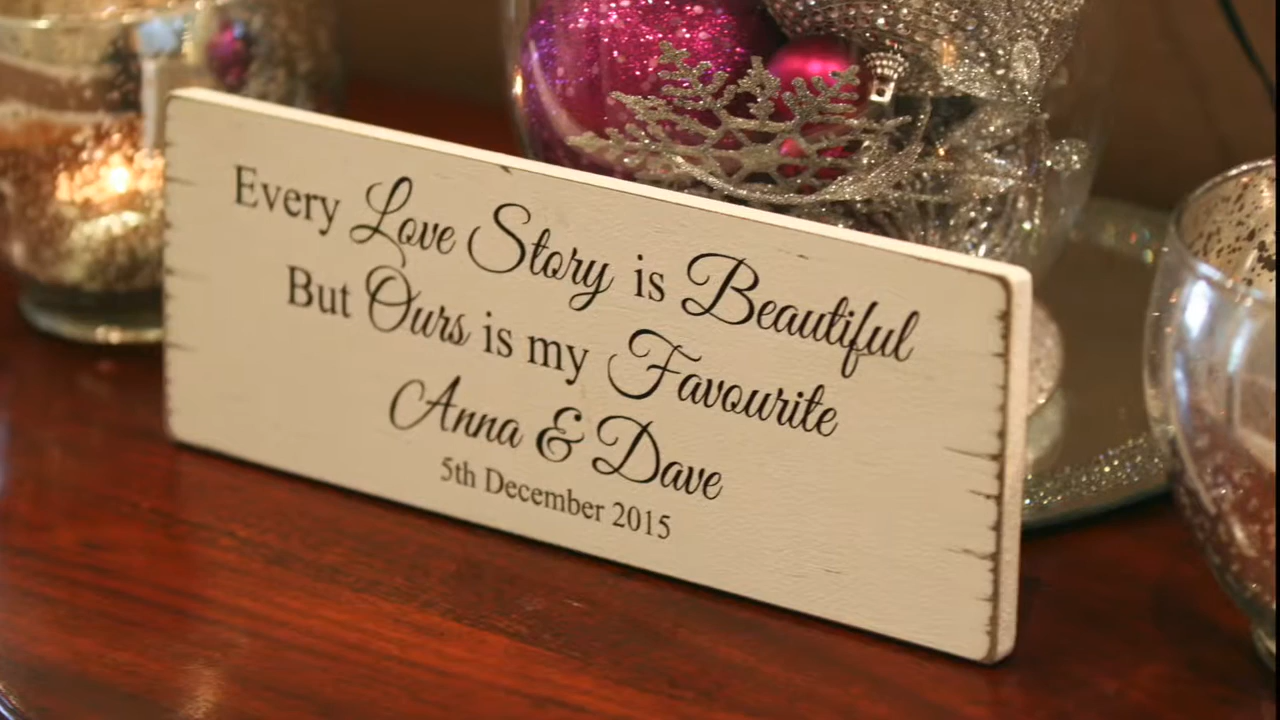 Every Love Story is Beautiful
But Ours is my Favourite
Anna & Dave
5th December 2015